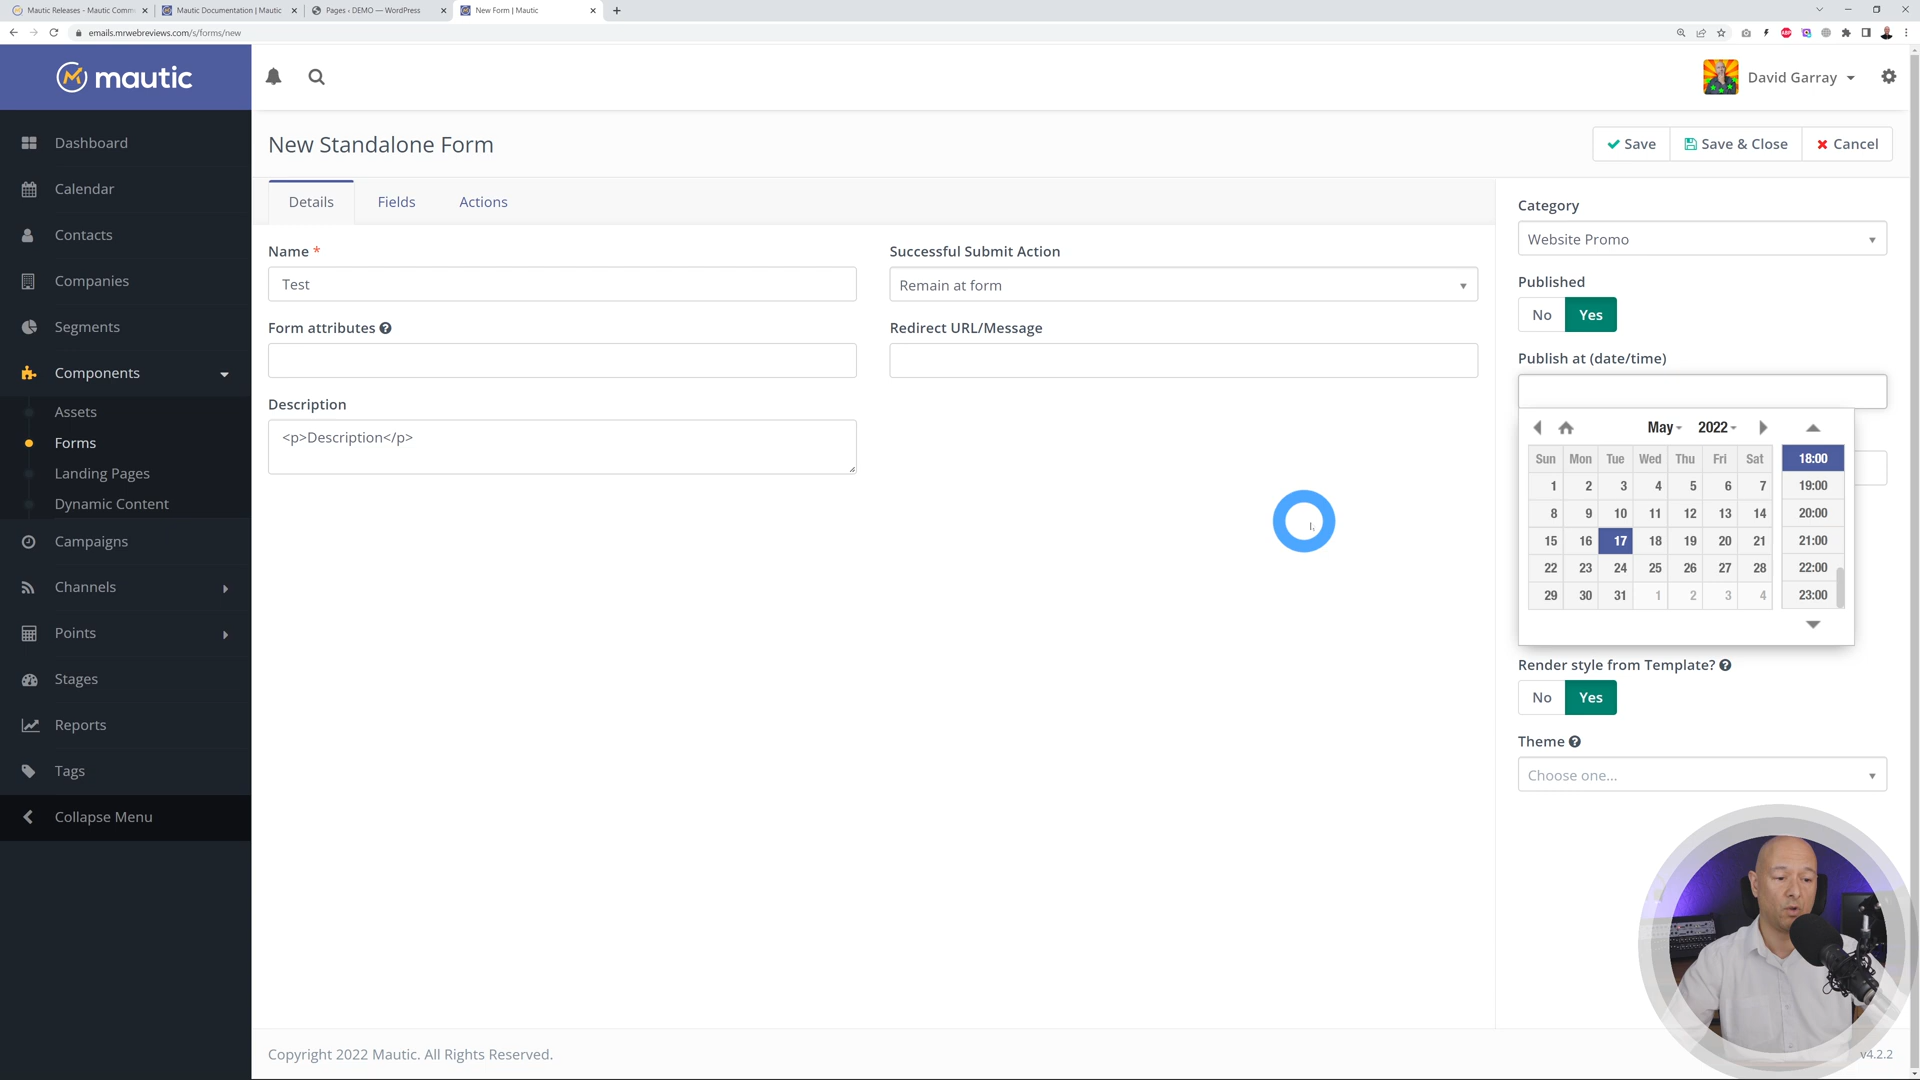 Mautic Releases - Mautic Comm
Mautic Documentation | Mautic
Pages ‹ DEMO — WordPress
New Form | Mautic
emails.mrwebreviews.com/s/forms/new
mautic
David Garray
Dashboard
Calendar
Contacts
Companies
Segments
Components
Assets
Forms
Landing Pages
Dynamic Content
Campaigns
Channels
Points
Stages
Reports
Tags
Collapse Menu
New Standalone Form
Save
Save & Close
Cancel
Details
Fields
Actions
Name *
Test
Successful Submit Action
Remain at form
Form attributes
Redirect URL/Message
Description
<p>Description</p>
Category
Website Promo
Published
No Yes
Publish at (date/time)
May 2022
Sun Mon Tue Wed Thu Fri Sat 18:00
1 2 3 4 5 6 7 19:00
8 9 10 11 12 13 14 20:00
15 16 17 18 19 20 21 21:00
22 23 24 25 26 27 28 22:00
29 30 31 1 2 3 4 23:00
Render style from Template?
No Yes
Theme
Choose one...
Copyright 2022 Mautic. All Rights Reserved.
v4.2.2